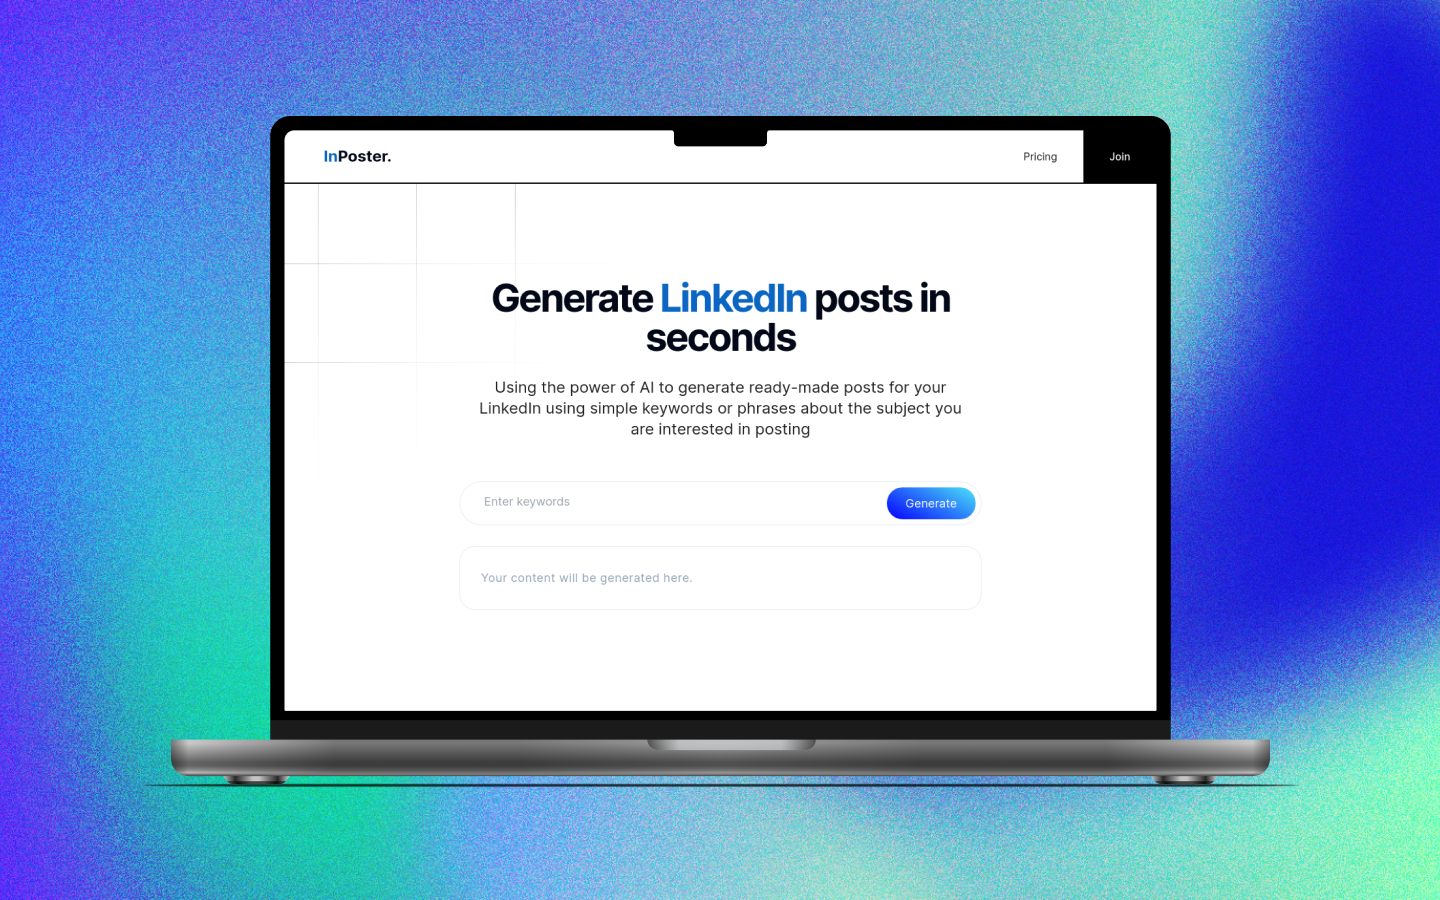 InPoster.
Pricing
Join
Generate LinkedIn posts in
seconds
Using the power of AI to generate ready-made posts for your
LinkedIn using simple keywords or phrases about the subject you
are interested in posting
Enter keywords
Generate
Your content will be generated here.